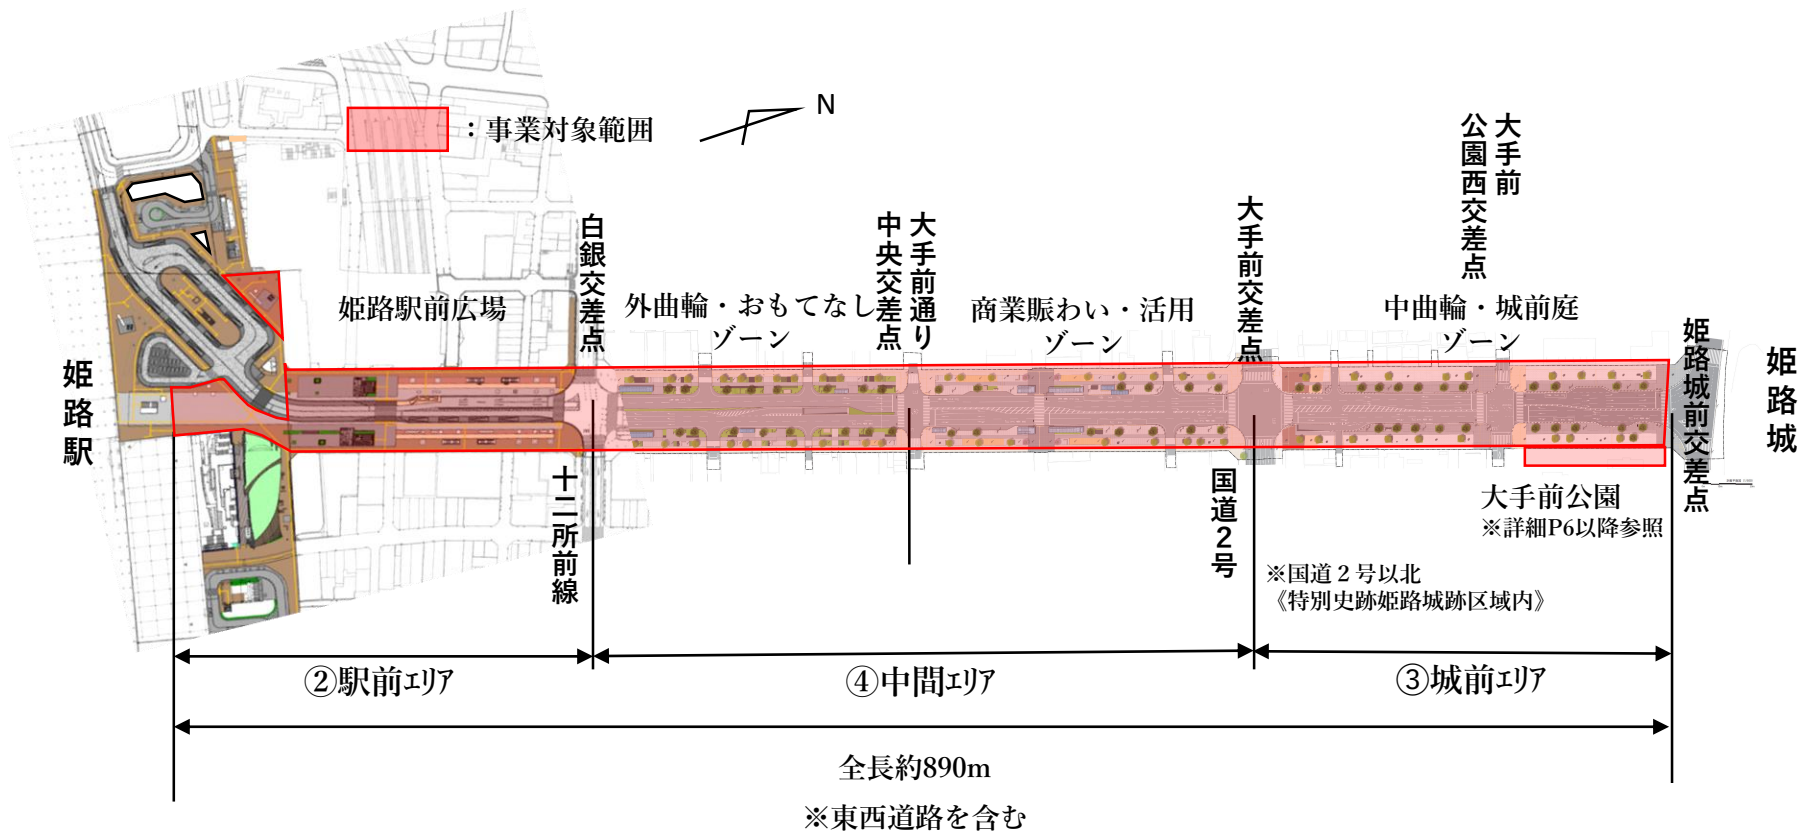 ：事業対象範囲
N
大手前
公園西交差点
白銀交差点
大手前通り
中央交差点
大手前交差点
姫路駅前広場
外曲輪・おもてなし
ゾーン
商業賑わい・活用
ゾーン
中曲輪・城前庭
ゾーン
姫路駅
姫路城前交差点
姫路城
十二所前線
国道２号
大手前公園
※詳細P6以降参照
※国道２号以北
《特別史跡姫路城跡区域内》
②駅前エリア
④中間エリア
③城前エリア
全長約890m
※東西道路を含む